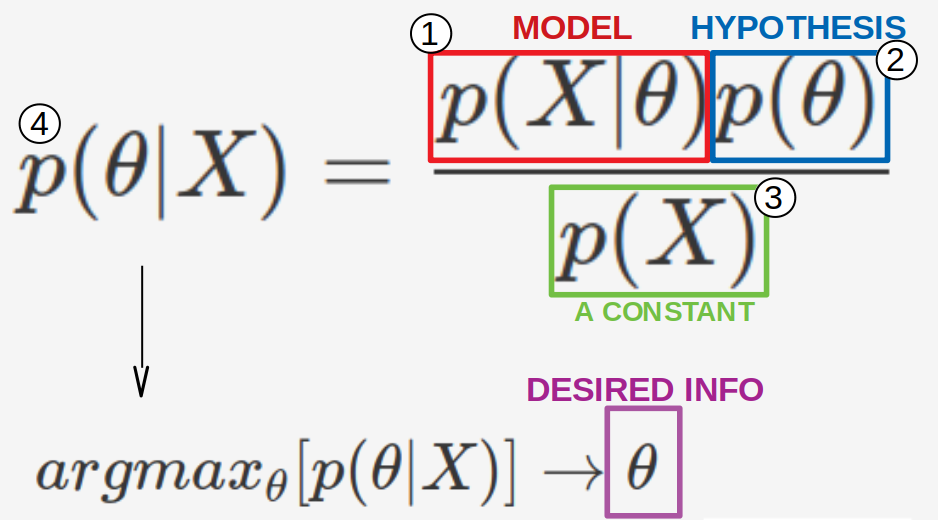 ① MODEL HYPOTHESIS ②
④ p(θ|X) = p(X|θ) p(θ)
p(X) ③
A CONSTANT
DESIRED INFO
argmax_θ[p(θ|X)] → θ